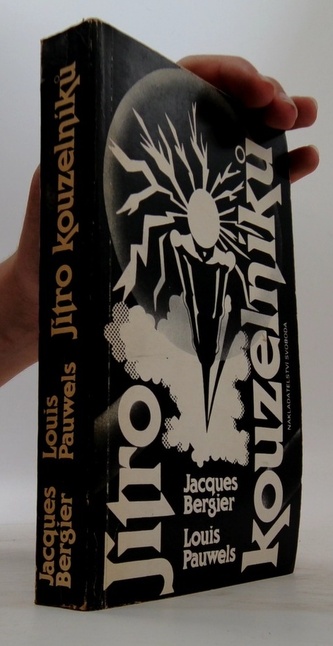 Jacques
Bergier
Louis
Pauwels
Jitro kouzelníků
Jitro
kouzelníků
Jacques
Bergier
Louis
Pauwels
NAKLADATELSTVÍ SVOBODA